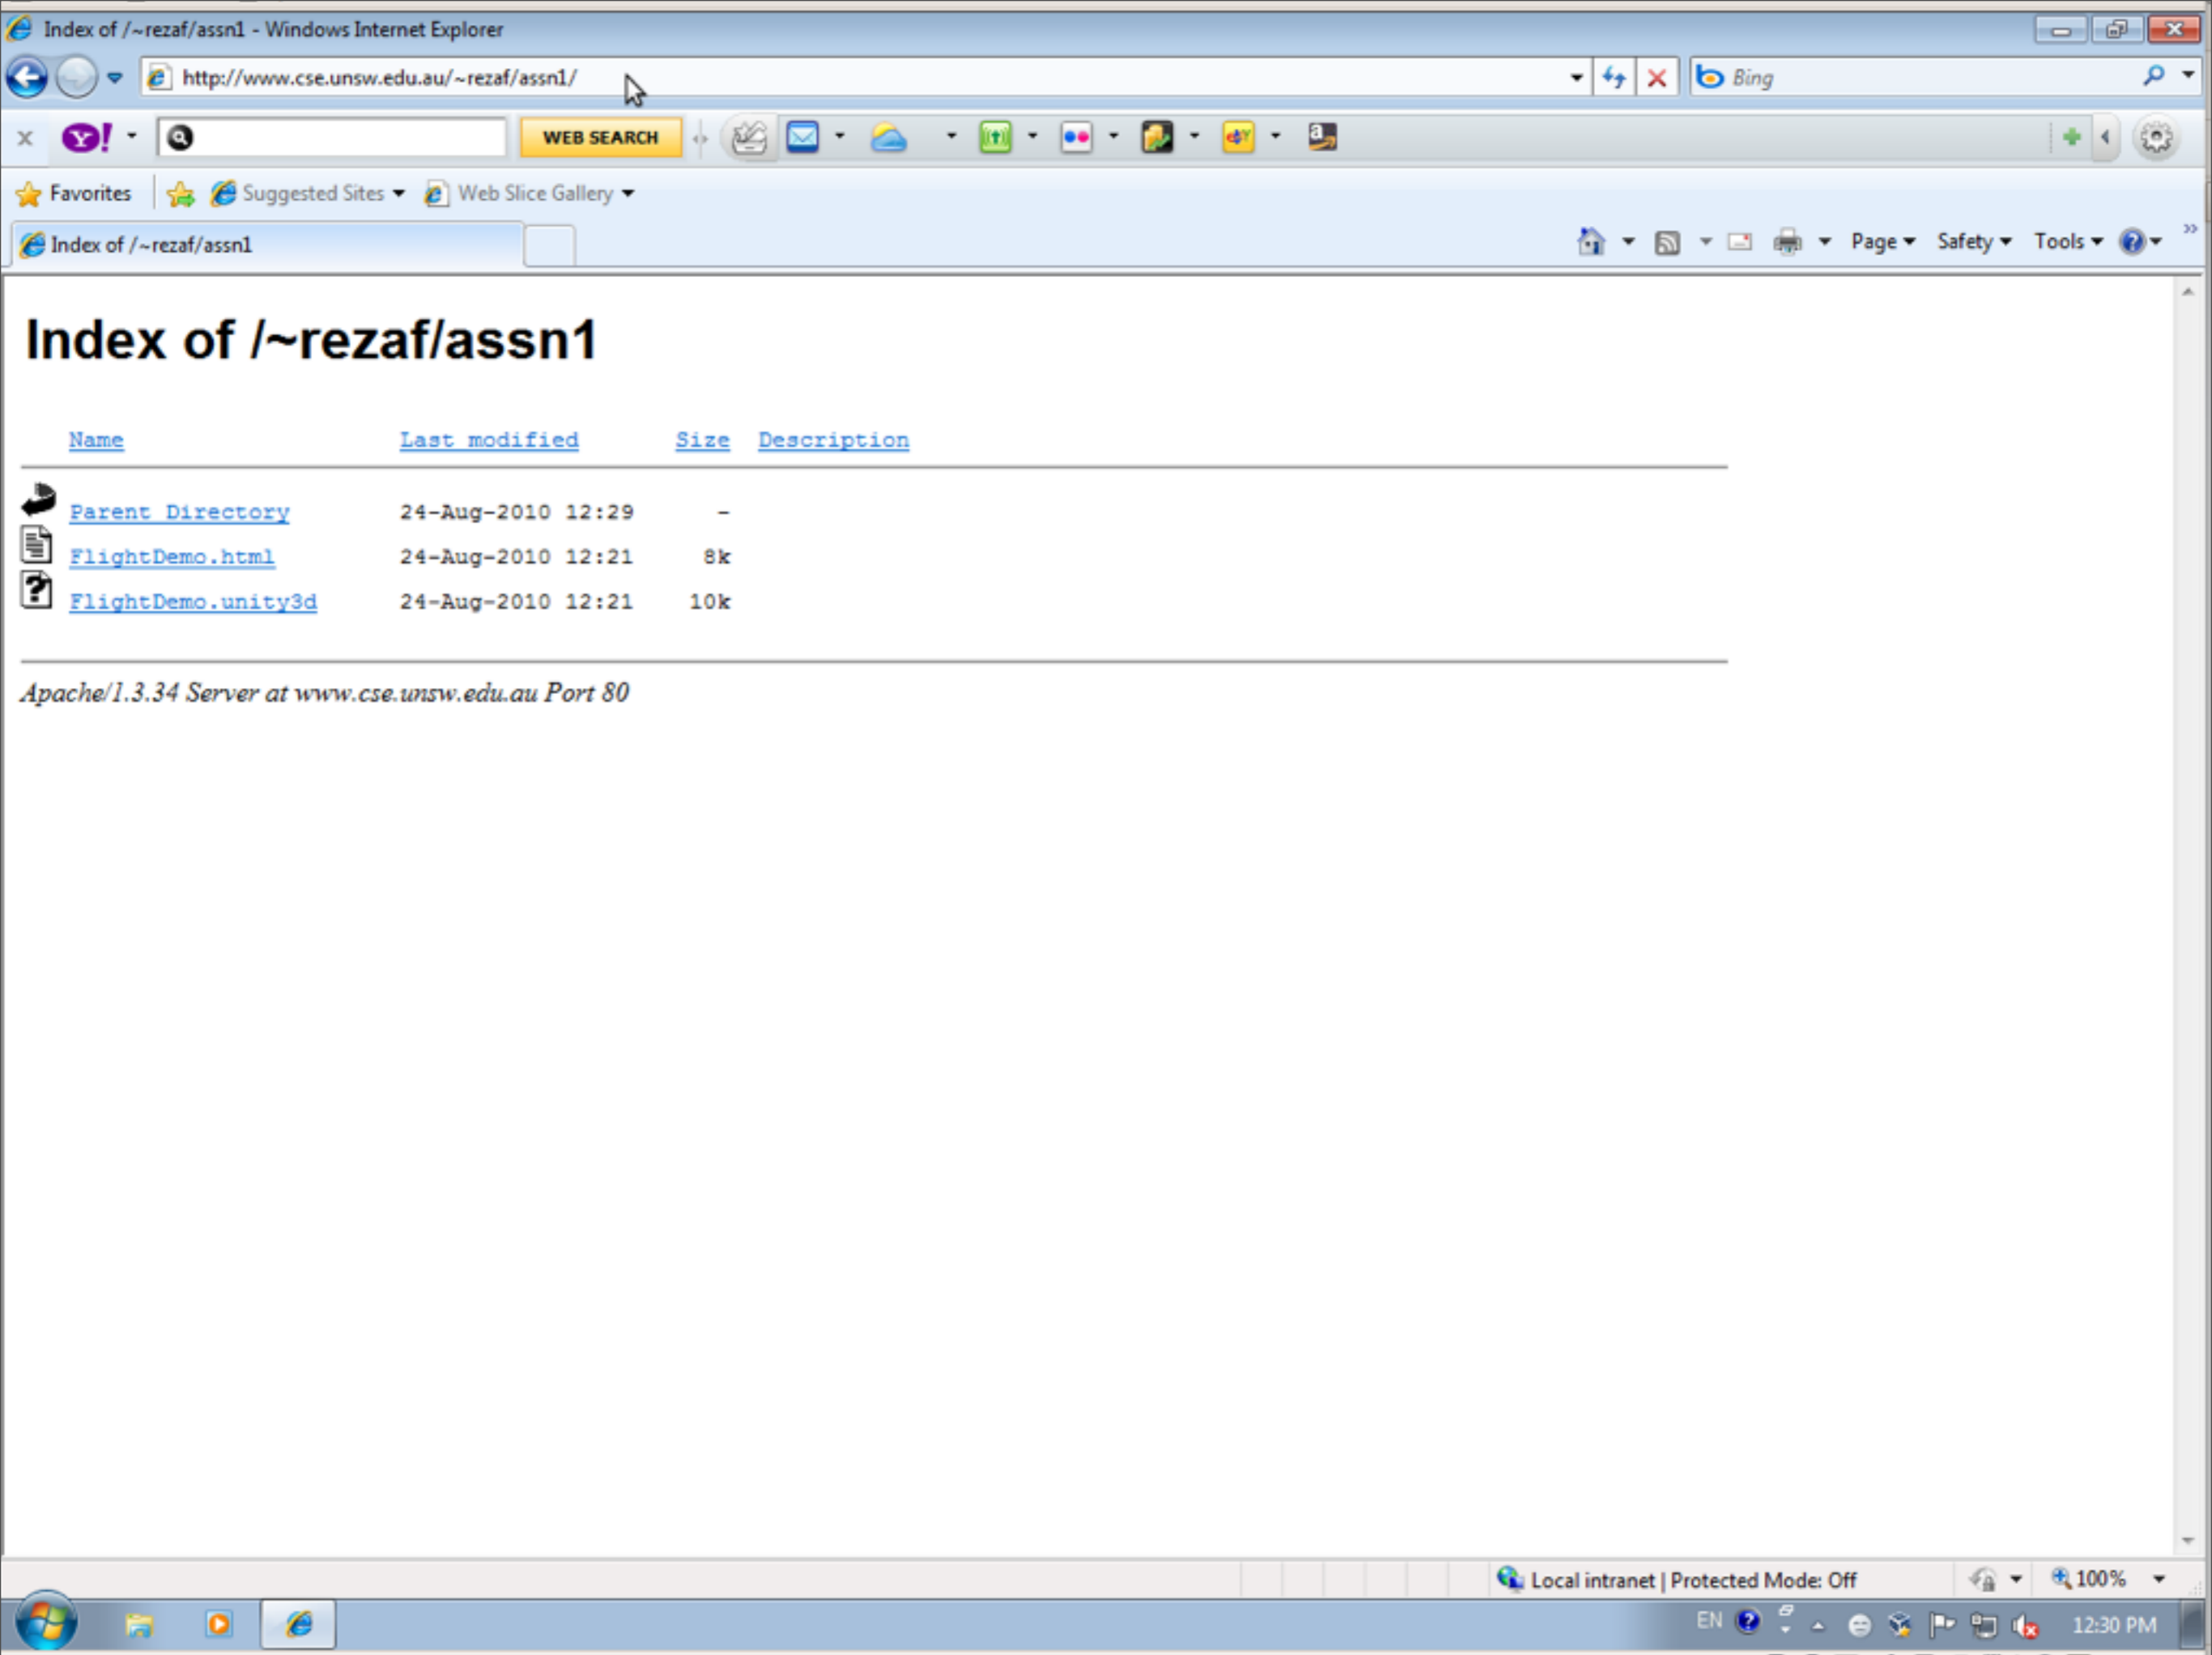 Index of /~rezaf/assn1 - Windows Internet Explorer
http://www.cse.unsw.edu.au/~rezaf/assn1/
Bing
Y!
WEB SEARCH
Favorites
Suggested Sites
Web Slice Gallery
Index of /~rezaf/assn1
Page
Safety
Tools
Index of /~rezaf/assn1
Name Last modified Size Description
Parent Directory 24-Aug-2010 12:29 -
FlightDemo.html 24-Aug-2010 12:21 8k
FlightDemo.unity3d 24-Aug-2010 12:21 10k
Apache/1.3.34 Server at www.cse.unsw.edu.au Port 80
Local intranet | Protected Mode: Off
100%
EN
12:30 PM